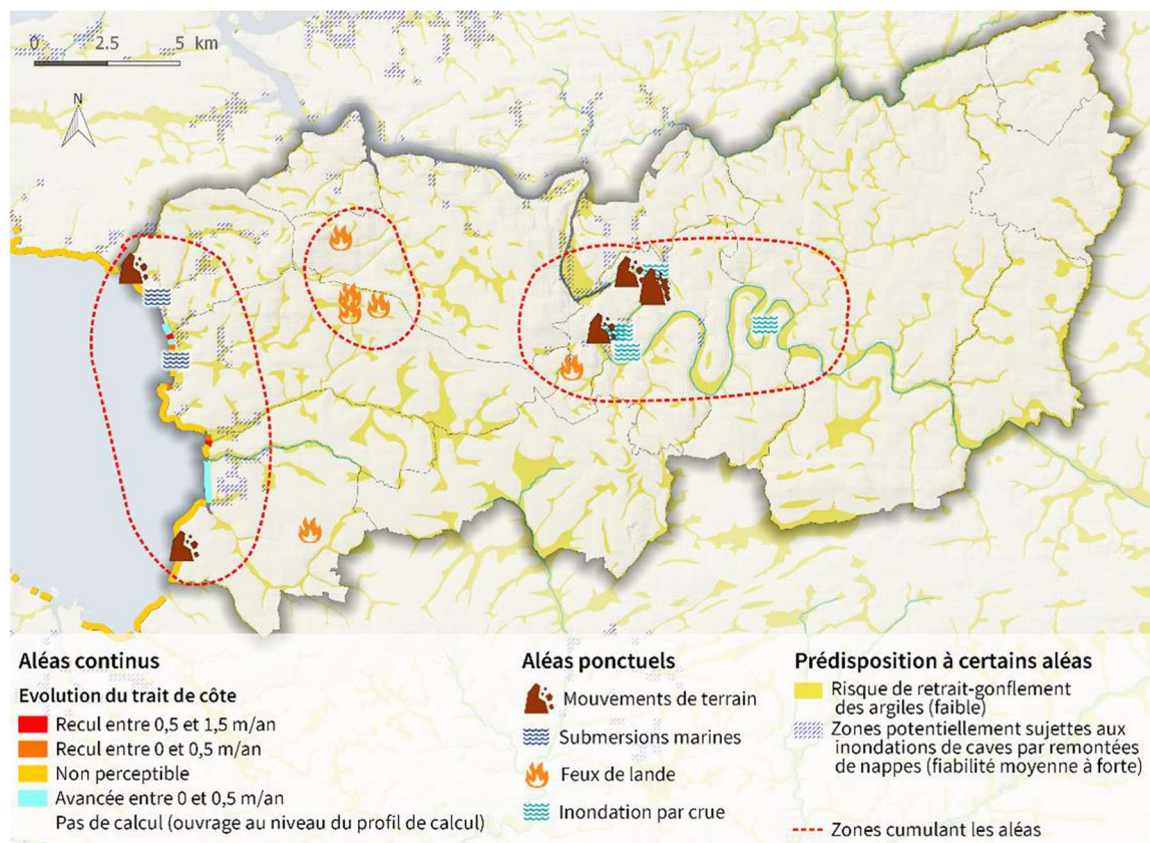 0 2.5 5 km
N
Aléas continus
Evolution du trait de côte
Recul entre 0,5 et 1,5 m/an
Recul entre 0 et 0,5 m/an
Non perceptible
Avancée entre 0 et 0,5 m/an
Pas de calcul (ouvrage au niveau du profil de calcul)
Aléas ponctuels
Mouvements de terrain
Submersions marines
Feux de lande
Inondation par crue
Prédisposition à certains aléas
Risque de retrait-gonflement
des argiles (faible)
Zones potentiellement sujettes aux
inondations de caves par remontées
de nappes (fiabilité moyenne à forte)
Zones cumulant les aléas